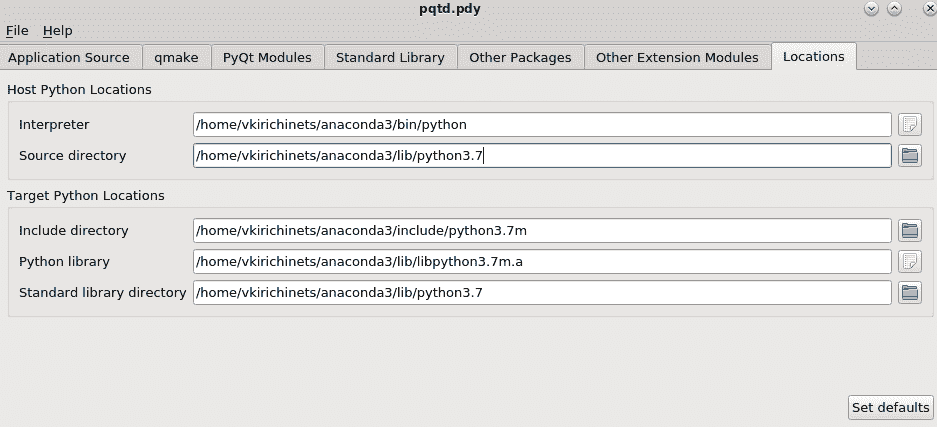 pqtd.pdy
File Help
Application Source qmake PyQt Modules Standard Library Other Packages Other Extension Modules Locations
Host Python Locations
Interpreter /home/vkirichinets/anaconda3/bin/python
Source directory /home/vkirichinets/anaconda3/lib/python3.7
Target Python Locations
Include directory /home/vkirichinets/anaconda3/include/python3.7m
Python library /home/vkirichinets/anaconda3/lib/libpython3.7m.a
Standard library directory /home/vkirichinets/anaconda3/lib/python3.7
Set defaults